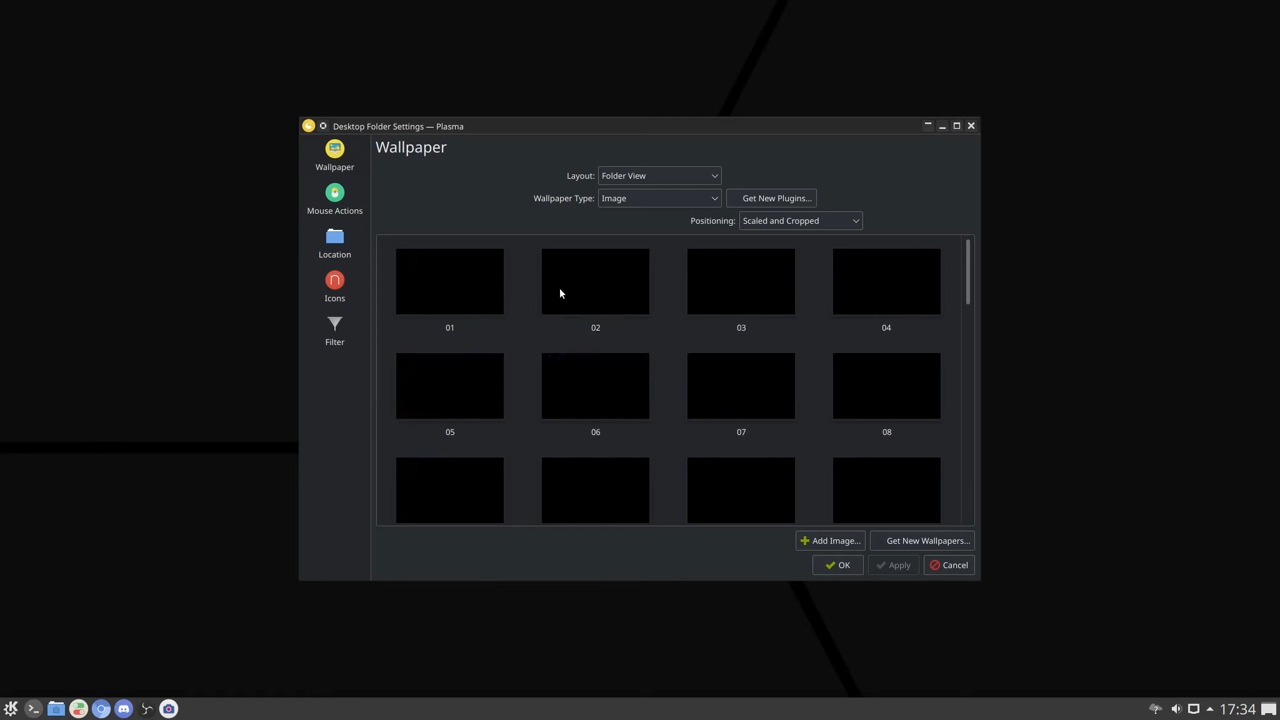 Desktop Folder Settings — Plasma
Wallpaper
Mouse Actions
Location
Icons
Filter
Wallpaper
Layout: Folder View
Wallpaper Type: Image Get New Plugins...
Positioning: Scaled and Cropped
01 02 03 04
05 06 07 08
Add Image... Get New Wallpapers...
OK Apply Cancel
17:34